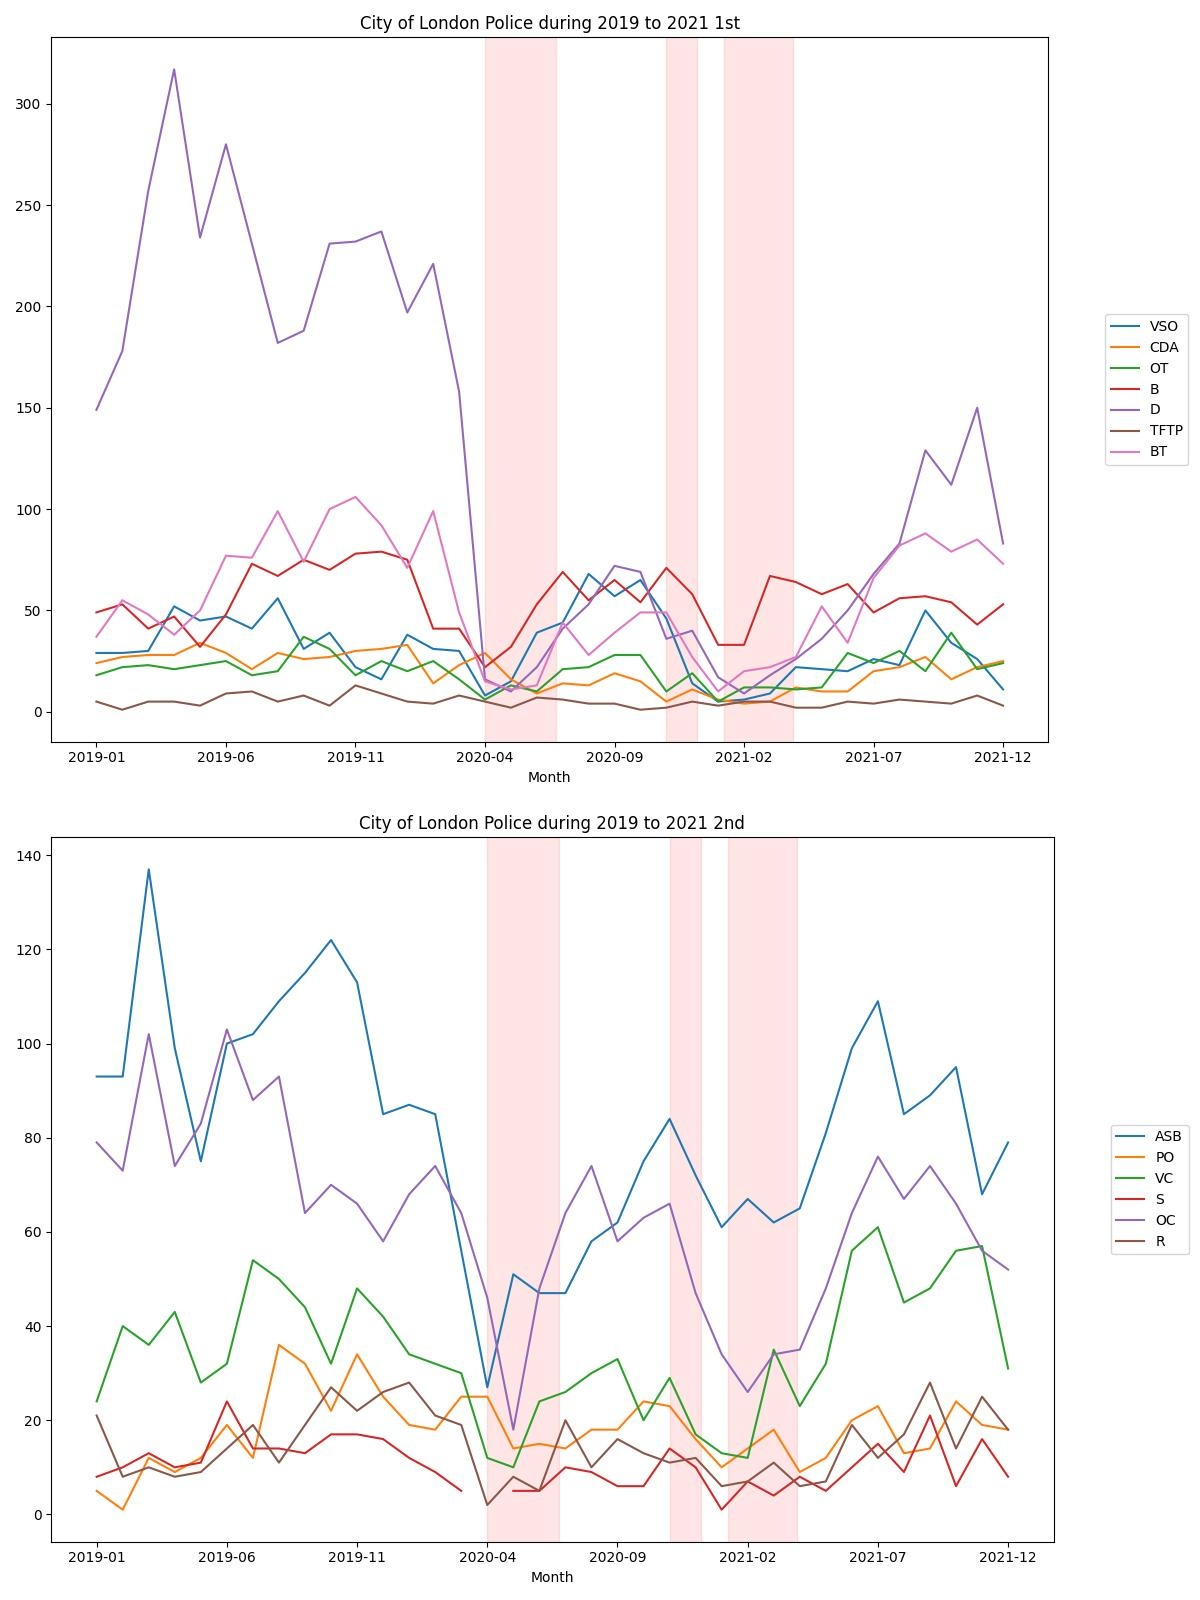 City of London Police during 2019 to 2021 1st
300
250
200
150
100
50
0
2019-01 2019-06 2019-11 2020-04 2020-09 2021-02 2021-07 2021-12
Month
VSO
CDA
OT
B
D
TFTP
BT
City of London Police during 2019 to 2021 2nd
140
120
100
80
60
40
20
0
2019-01 2019-06 2019-11 2020-04 2020-09 2021-02 2021-07 2021-12
Month
ASB
PO
VC
S
OC
R